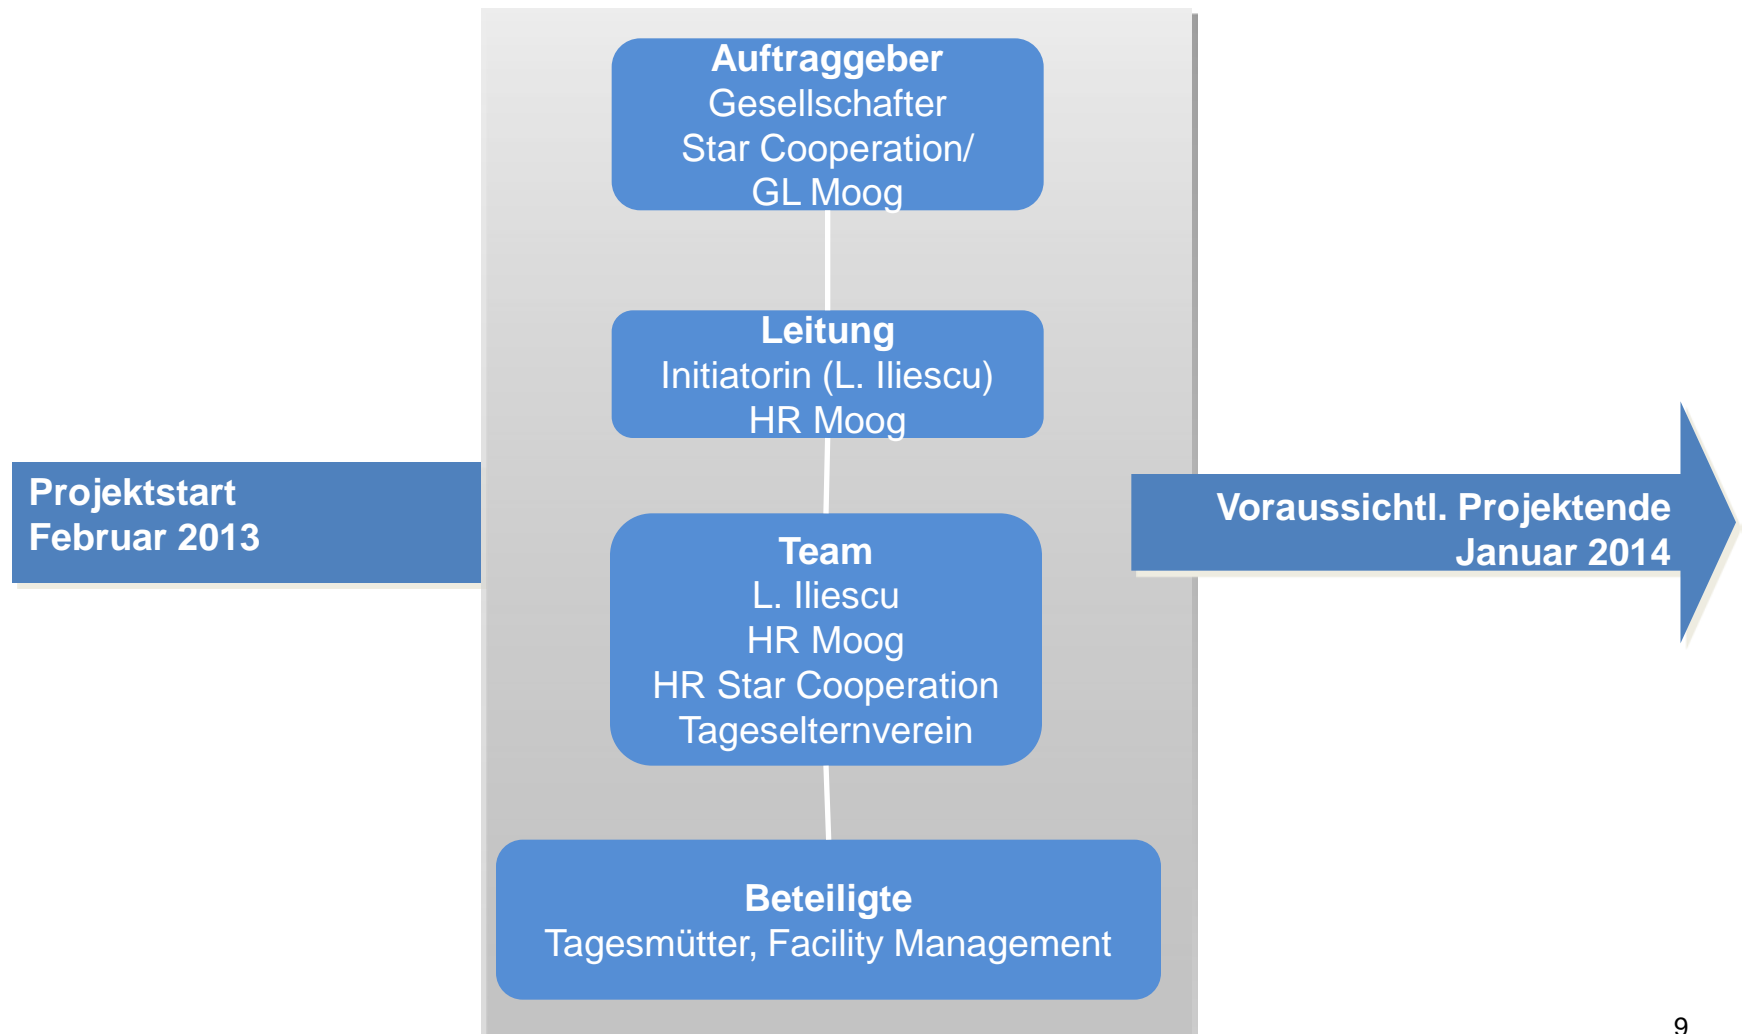 Auftraggeber
Gesellschafter
Star Cooperation/
GL Moog
Leitung
Initiatorin (L. Iliescu)
HR Moog
Projektstart
Februar 2013
Voraussichtl. Projektende
Januar 2014
Team
L. Iliescu
HR Moog
HR Star Cooperation
Tageselternverein
Beteiligte
Tagesmütter, Facility Management
9